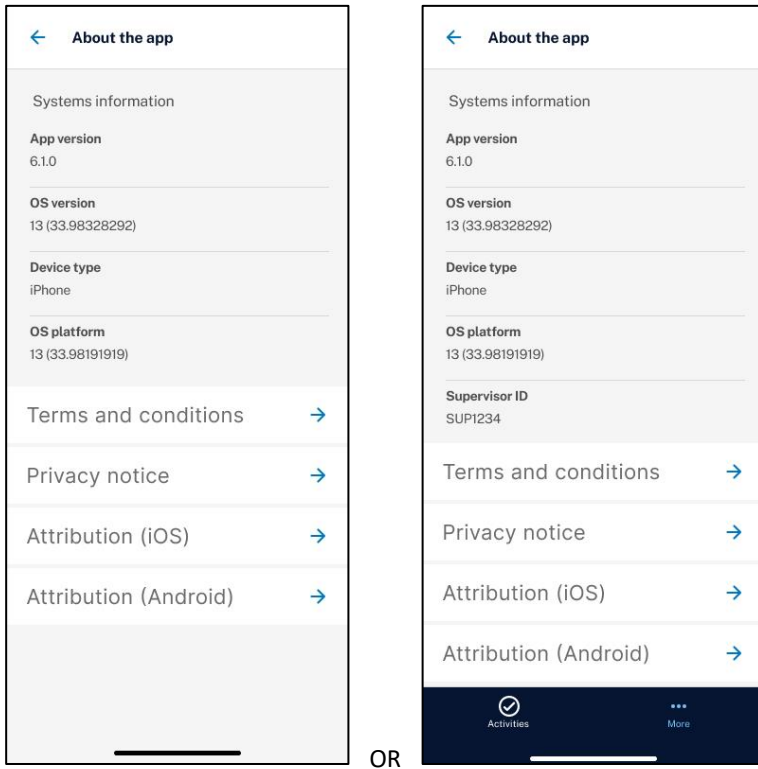 About the app
Systems information
App version
6.1.0
OS version
13 (33.98328292)
Device type
iPhone
OS platform
13 (33.98191919)
Terms and conditions
Privacy notice
Attribution (iOS)
Attribution (Android)
OR
About the app
Systems information
App version
6.1.0
OS version
13 (33.98328292)
Device type
iPhone
OS platform
13 (33.98191919)
Supervisor ID
SUP1234
Terms and conditions
Privacy notice
Attribution (iOS)
Attribution (Android)
Activities More